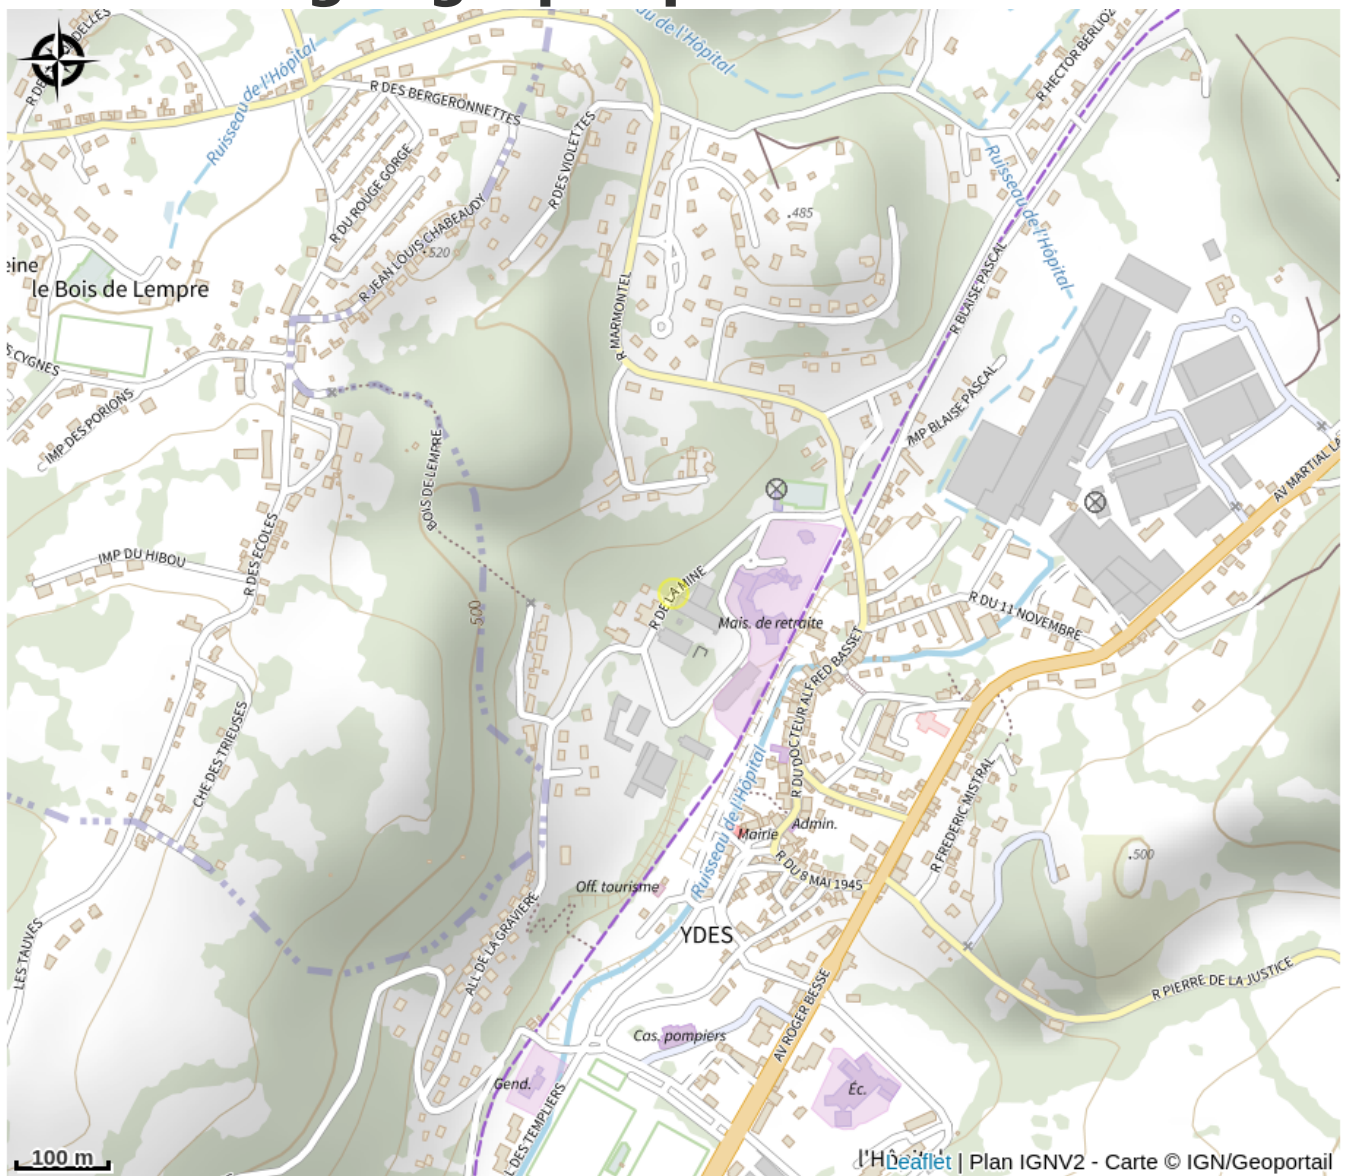 R DES BERGERONNETTES
Ruisseau de l'Hôpital
R HECTOR BERLIOZ
Ruisseau de l'Hôpital
R DU ROUGE GORGE
R DES VIOLETTES
R JEAN LOUIS CHABEAUDY
.485
.520
Ruisseau de l'Hôpital
le Bois de Lempre
R MARMONTEL
R BLAISE PASCAL
IMP BLAISE PASCAL
IMP DES PORIONS
BOIS DE LEMPRE
AV MARTIAL LA
R DES ECOLES
IMP DU HIBOU
500
R DE LA MINE
Mais. de retraite
R DU 11 NOVEMBRE
R DU DOCTEUR ALFRED BASSET
CHE DES TRIEUSES
Ruisseau de l'Hôpital
R FREDERIC MISTRAL
Mairie
Admin.
.500
R DU 8 MAI 1945
Off. tourisme
YDES
LES TAUVES
ALL DE LA GRAVIERE
R PIERRE DE LA JUSTICE
AV ROGER BESSE
Cas. pompiers
Gend.
Éc.
L DES TEMPLIERS
100 m
Leaflet | Plan IGNV2 - Carte © IGN/Geoportail